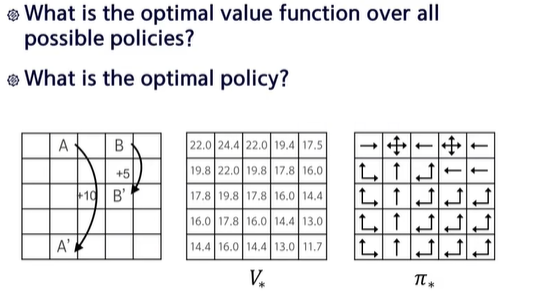 What is the optimal value function over all
possible policies?
What is the optimal policy?
A B
+5
+10 B'
A'
22.0 24.4 22.0 19.4 17.5
19.8 22.0 19.8 17.8 16.0
17.8 19.8 17.8 16.0 14.4
16.0 17.8 16.0 14.4 13.0
14.4 16.0 14.4 13.0 11.7
V*
π*